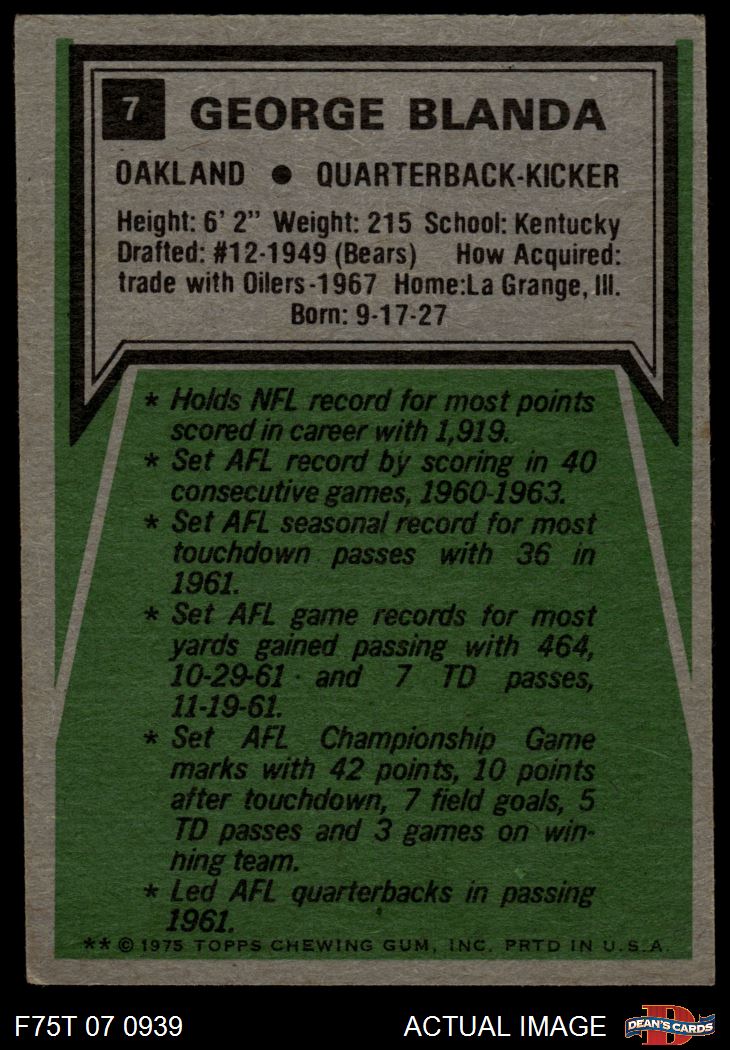 7 GEORGE BLANDA
OAKLAND ● QUARTERBACK-KICKER
Height: 6' 2" Weight: 215 School: Kentucky
Drafted: #12-1949 (Bears) How Acquired:
trade with Oilers-1967 Home:La Grange, Ill.
Born: 9-17-27
* Holds NFL record for most points
scored in career with 1,919.
* Set AFL record by scoring in 40
consecutive games, 1960-1963.
* Set AFL seasonal record for most
touchdown passes with 36 in
1961.
* Set AFL game records for most
yards gained passing with 464,
10-29-61 and 7 TD passes,
11-19-61.
* Set AFL Championship Game
marks with 42 points, 10 points
after touchdown, 7 field goals, 5
TD passes and 3 games on win-
ning team.
* Led AFL quarterbacks in passing
1961.
** © 1975 TOPPS CHEWING GUM, INC. PRTD IN U.S.A.
F75T 07 0939 ACTUAL IMAGE D DEAN'S CARDS